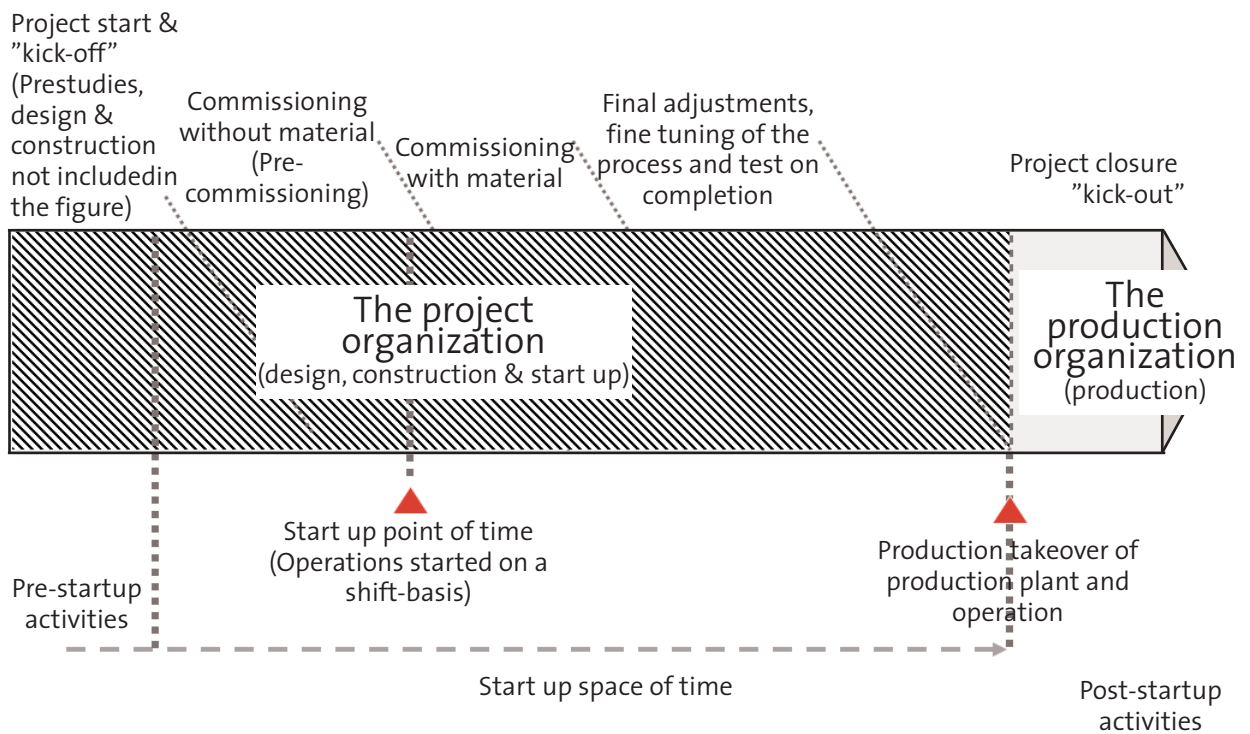 Project start &
”kick-off”
(Prestudies,
design &
construction
not includedin
the figure)
Commissioning
without material
(Pre-
commissioning)
Commissioning
with material
Final adjustments,
fine tuning of the
process and test on
completion
Project closure
”kick-out”
The project
organization
(design, construction & start up)
The
production
organization
(production)
Start up point of time
(Operations started on a
shift-basis)
Production takeover of
production plant and
operation
Pre-startup
activities
Start up space of time
Post-startup
activities